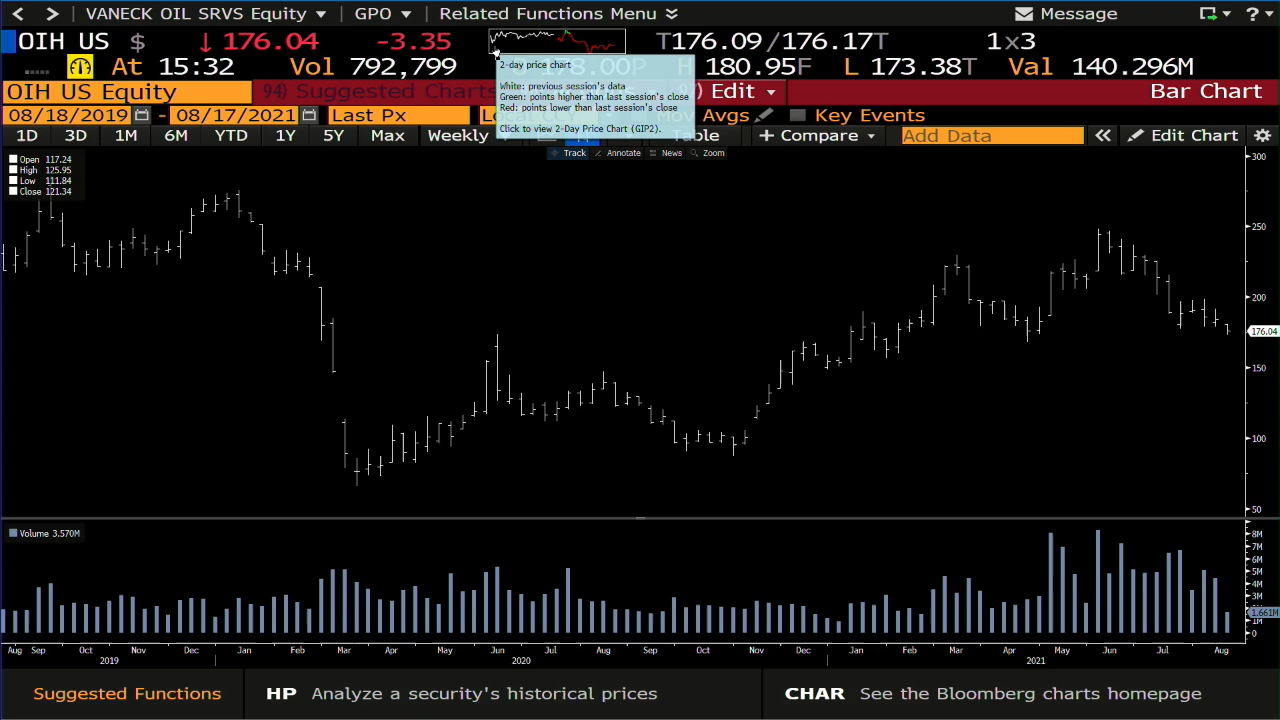 < > VANECK OIL SRVS Equity GPO Related Functions Menu Message ?
OIH US $ ↓ 176.04 -3.35 T176.09 /176.17T 1x3
At 15:32 Vol 792,799 O 178.00P H 180.95F L 173.38T Val 140.296M
OIH US Equity 94) Suggested Charts Edit Bar Chart
08/18/2019 - 08/17/2021 Last Px Local CCY Mov Avgs Key Events
1D 3D 1M 6M YTD 1Y 5Y Max Weekly Table + Compare Add Data « Edit Chart
2-day price chart
White: previous session's data
Green: points higher than last session's close
Red: points lower than last session's close
Click to view 2-Day Price Chart (GIP2).
Track Annotate News Zoom
Open 117.24
High 125.95
Low 111.84
Close 121.34
300
250
200
176.04
150
100
50
Volume 3.570M
8M
7M
6M
5M
4M
3M
1.661M
1M
0
Aug Sep Oct Nov Dec Jan Feb Mar Apr May Jun Jul Aug Sep Oct Nov Dec Jan Feb Mar Apr May Jun Jul Aug
2019 2020 2021
Suggested Functions HP Analyze a security's historical prices CHAR See the Bloomberg charts homepage